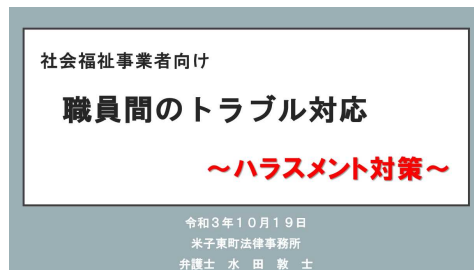 社会福祉事業者向け
職員間のトラブル対応
～ハラスメント対策～
令和3年10月19日
米子東町法律事務所
弁護士 水 田 敦 士